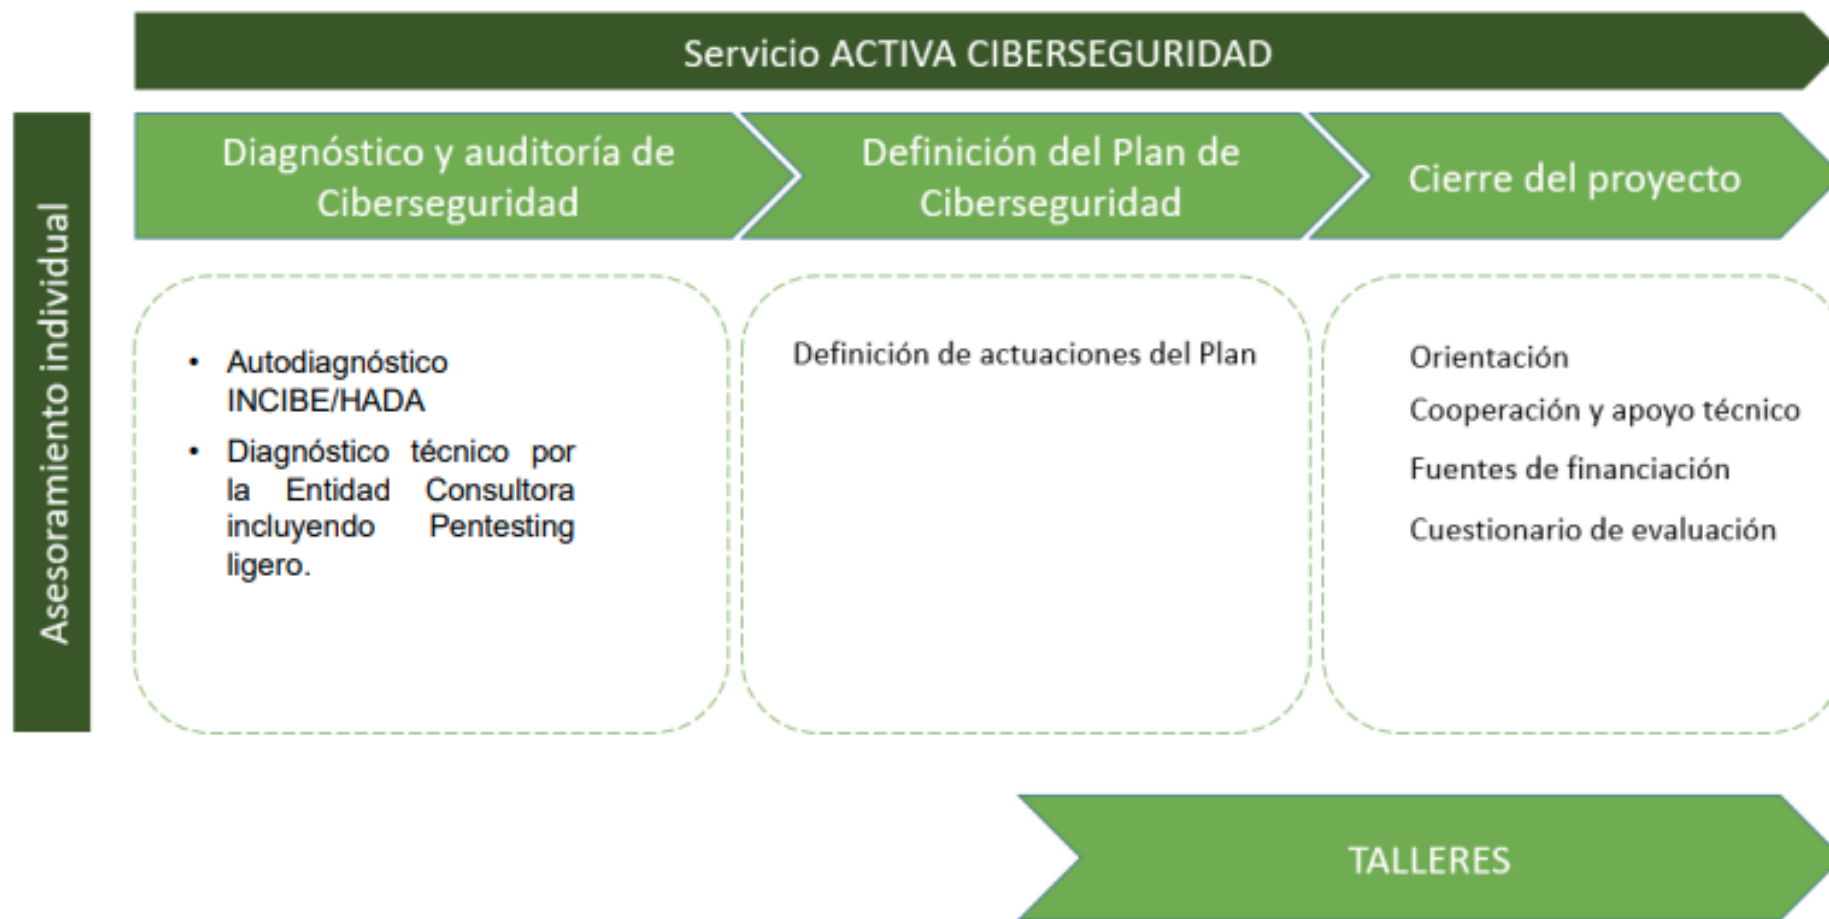 Servicio ACTIVA CIBERSEGURIDAD
Asesoramiento individual
Diagnóstico y auditoría de
Ciberseguridad
Definición del Plan de
Ciberseguridad
Cierre del proyecto
• Autodiagnóstico
INCIBE/HADA
• Diagnóstico técnico por
la Entidad Consultora
incluyendo Pentesting
ligero.
Definición de actuaciones del Plan
Orientación
Cooperación y apoyo técnico
Fuentes de financiación
Cuestionario de evaluación
TALLERES